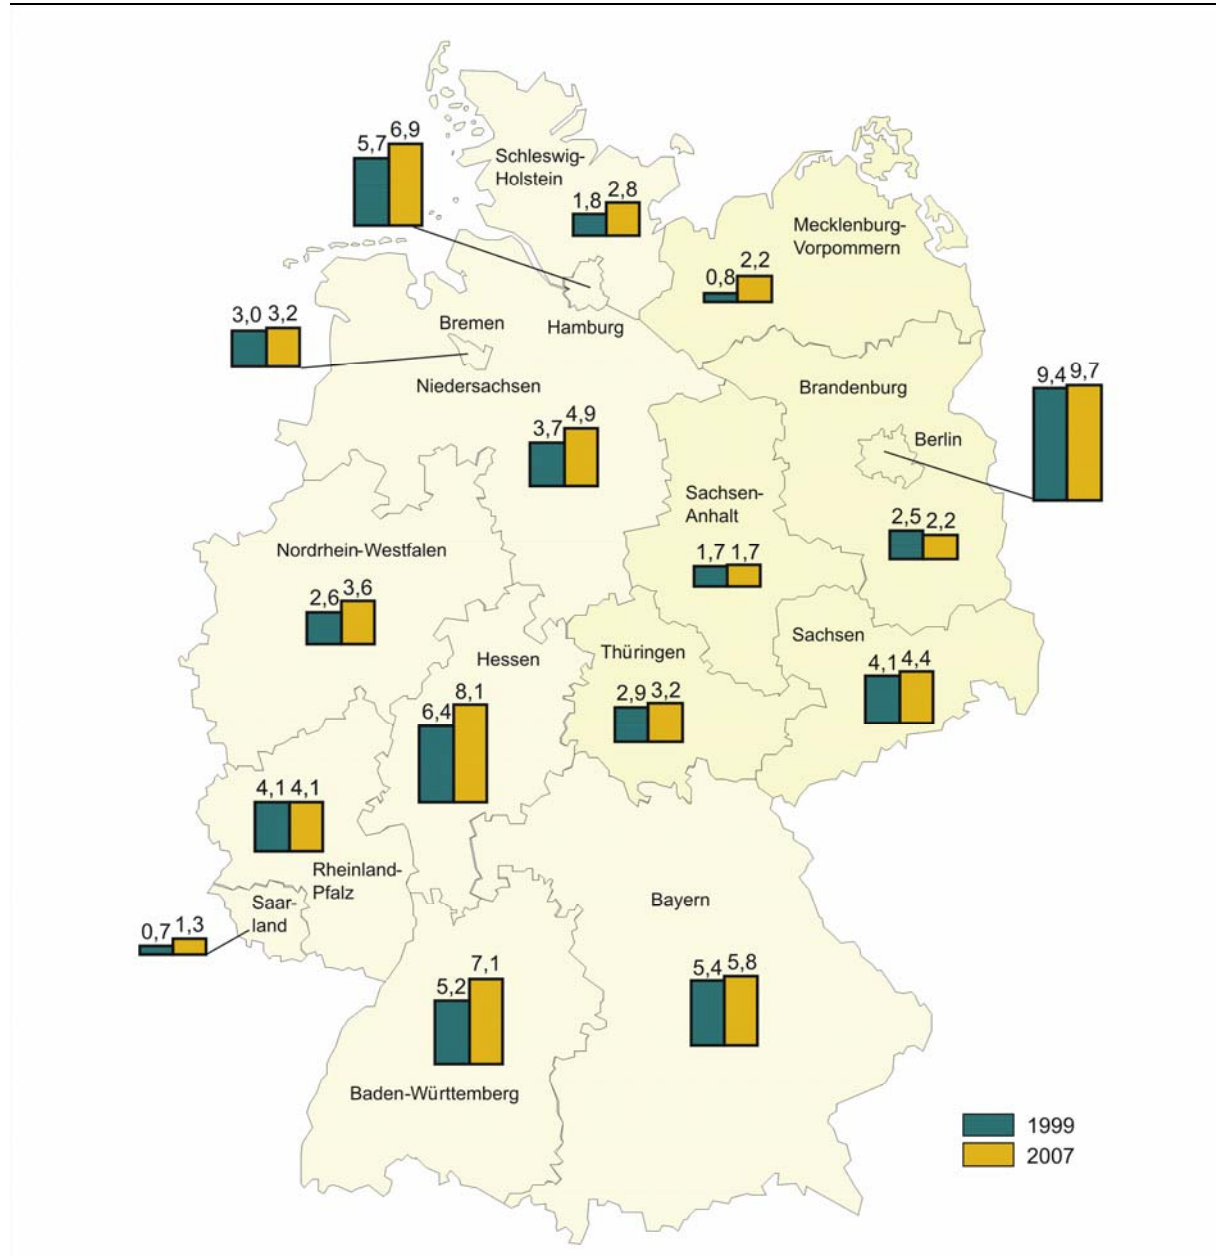 5,7 6,9
Schleswig-
Holstein
1,8 2,8
Mecklenburg-
Vorpommern
0,8 2,2
3,0 3,2
Bremen
Hamburg
Niedersachsen
3,7 4,9
Brandenburg
9,4 9,7
Berlin
2,5 2,2
Sachsen-
Anhalt
1,7 1,7
Nordrhein-Westfalen
2,6 3,6
Hessen
6,4 8,1
Thüringen
2,9 3,2
Sachsen
4,1 4,4
4,1 4,1
Rheinland-
Pfalz
Saar-
land
0,7 1,3
Bayern
5,4 5,8
5,2 7,1
Baden-Württemberg
1999
2007